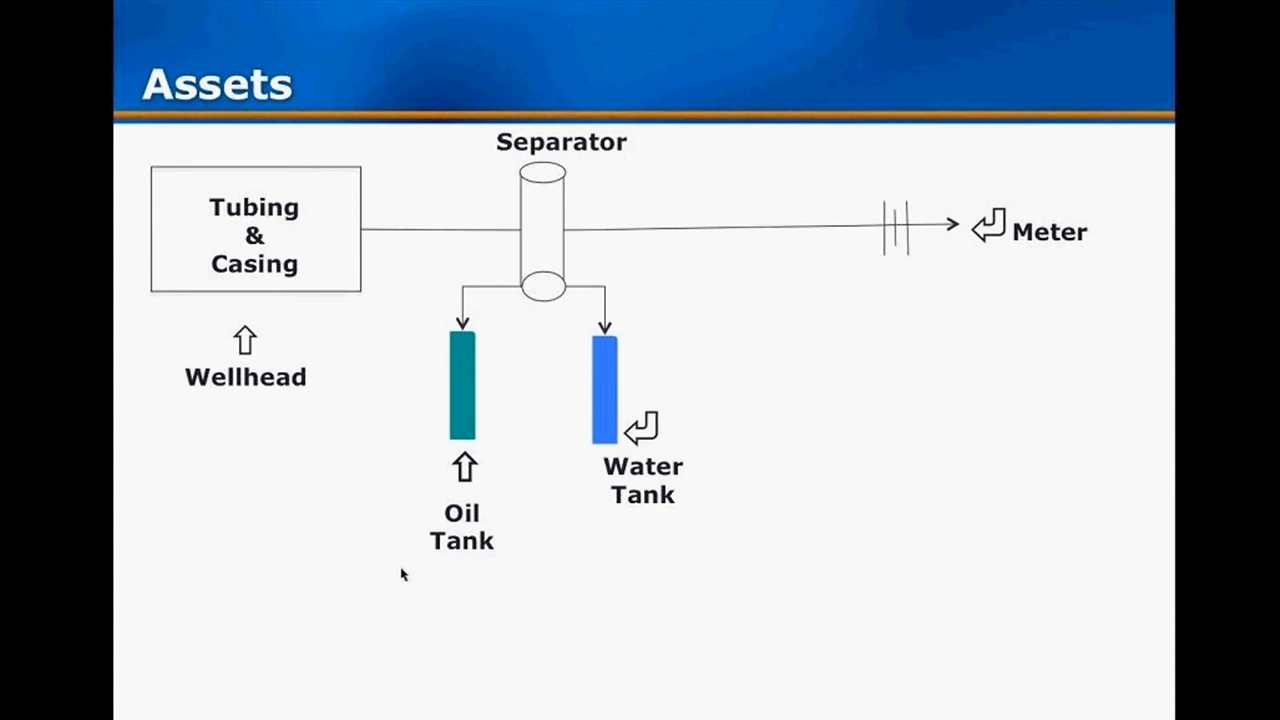 Assets
Separator
Tubing
&
Casing
Meter
Wellhead
Water
Tank
Oil
Tank